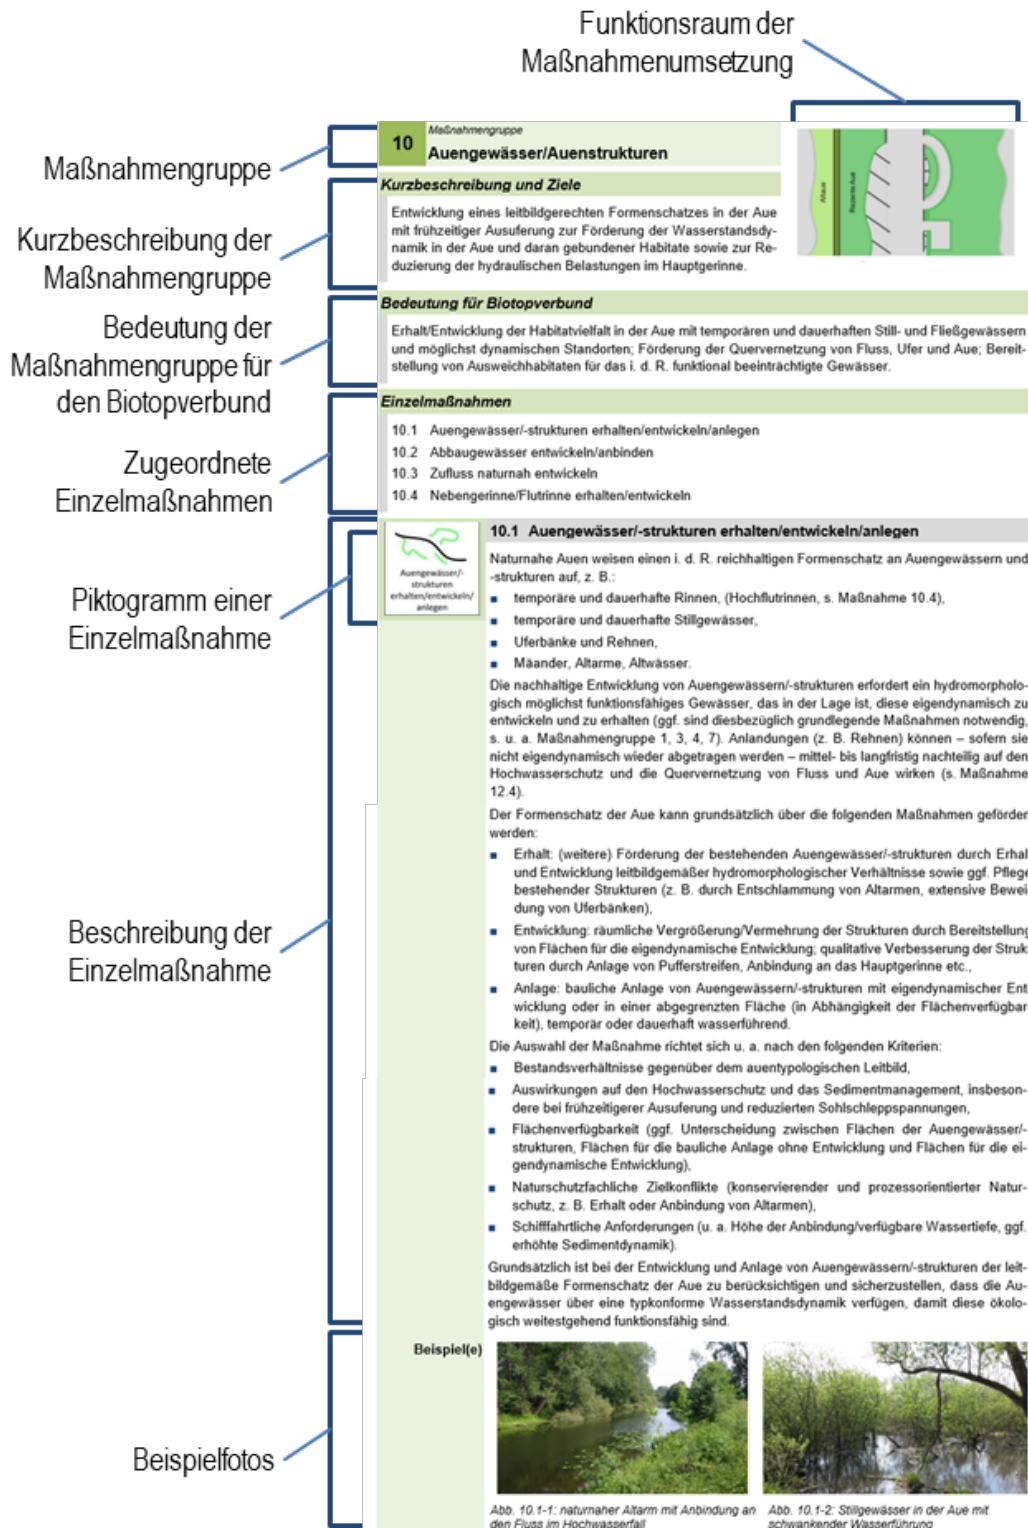 Funktionsraum der
Maßnahmenumsetzung
Maßnahmengruppe
10
Maßnahmengruppe
Auengewässer/Auenstrukturen
Altaue
Rezente Aue
Kurzbeschreibung der
Maßnahmengruppe
Kurzbeschreibung und Ziele
Entwicklung eines leitbildgerechten Formenschatzes in der Aue
mit frühzeitiger Ausuferung zur Förderung der Wasserstandsdy-
namik in der Aue und daran gebundener Habitate sowie zur Re-
duzierung der hydraulischen Belastungen im Hauptgerinne.
Bedeutung der
Maßnahmengruppe für
den Biotopverbund
Bedeutung für Biotopverbund
Erhalt/Entwicklung der Habitatvielfalt in der Aue mit temporären und dauerhaften Still- und Fließgewässern
und möglichst dynamischen Standorten; Förderung der Quervernetzung von Fluss, Ufer und Aue; Bereit-
stellung von Ausweichhabitaten für das i. d. R. funktional beeinträchtigte Gewässer.
Zugeordnete
Einzelmaßnahmen
Einzelmaßnahmen
10.1 Auengewässer/-strukturen erhalten/entwickeln/anlegen
10.2 Abbaugewässer entwickeln/anbinden
10.3 Zufluss naturnah entwickeln
10.4 Nebengerinne/Flutrinne erhalten/entwickeln
Piktogramm einer
Einzelmaßnahme
Auengewässer/-
strukturen
erhalten/entwickeln/
anlegen
Beschreibung der
Einzelmaßnahme
10.1 Auengewässer/-strukturen erhalten/entwickeln/anlegen
Naturnahe Auen weisen einen i. d. R. reichhaltigen Formenschatz an Auengewässern und
-strukturen auf, z. B.:
■ temporäre und dauerhafte Rinnen, (Hochflutrinnen, s. Maßnahme 10.4),
■ temporäre und dauerhafte Stillgewässer,
■ Uferbänke und Rehnen,
■ Mäander, Altarme, Altwässer.
Die nachhaltige Entwicklung von Auengewässern/-strukturen erfordert ein hydromorpholo-
gisch möglichst funktionsfähiges Gewässer, das in der Lage ist, diese eigendynamisch zu
entwickeln und zu erhalten (ggf. sind diesbezüglich grundlegende Maßnahmen notwendig,
s. u. a. Maßnahmengruppe 1, 3, 4, 7). Anlandungen (z. B. Rehnen) können – sofern sie
nicht eigendynamisch wieder abgetragen werden – mittel- bis langfristig nachteilig auf den
Hochwasserschutz und die Quervernetzung von Fluss und Aue wirken (s. Maßnahme
12.4).
Der Formenschatz der Aue kann grundsätzlich über die folgenden Maßnahmen geförder
werden:
■ Erhalt: (weitere) Förderung der bestehenden Auengewässer/-strukturen durch Erhal
und Entwicklung leitbildgemäßer hydromorphologischer Verhältnisse sowie ggf. Pflege
bestehender Strukturen (z. B. durch Entschlammung von Altarmen, extensive Bewei
dung von Uferbänken),
■ Entwicklung: räumliche Vergrößerung/Vermehrung der Strukturen durch Bereitstellung
von Flächen für die eigendynamische Entwicklung; qualitative Verbesserung der Struk
turen durch Anlage von Pufferstreifen, Anbindung an das Hauptgerinne etc.,
■ Anlage: bauliche Anlage von Auengewässern/-strukturen mit eigendynamischer Ent
wicklung oder in einer abgegrenzten Fläche (in Abhängigkeit der Flächenverfügbar
keit), temporär oder dauerhaft wasserführend.
Die Auswahl der Maßnahme richtet sich u. a. nach den folgenden Kriterien:
■ Bestandsverhältnisse gegenüber dem auentypologischen Leitbild,
■ Auswirkungen auf den Hochwasserschutz und das Sedimentmanagement, insbeson-
dere bei frühzeitigerer Ausuferung und reduzierten Sohlschleppspannungen,
■ Flächenverfügbarkeit (ggf. Unterscheidung zwischen Flächen der Auengewässer/-
strukturen, Flächen für die bauliche Anlage ohne Entwicklung und Flächen für die ei-
gendynamische Entwicklung),
■ Naturschutzfachliche Zielkonflikte (konservierender und prozessorientierter Natur-
schutz, z. B. Erhalt oder Anbindung von Altarmen),
■ Schifffahrtliche Anforderungen (u. a. Höhe der Anbindung/verfügbare Wassertiefe, ggf.
erhöhte Sedimentdynamik).
Grundsätzlich ist bei der Entwicklung und Anlage von Auengewässern/-strukturen der leit-
bildgemäße Formenschatz der Aue zu berücksichtigen und sicherzustellen, dass die Au-
engewässer über eine typkonforme Wasserstandsdynamik verfügen, damit diese ökolo-
gisch weitestgehend funktionsfähig sind.
Beispielfotos
Beispiel(e)
Abb. 10.1-1: naturnaher Altarm mit Anbindung an
den Fluss im Hochwasserfall
Abb. 10.1-2: Stillgewässer in der Aue mit
schwankender Wasserführung